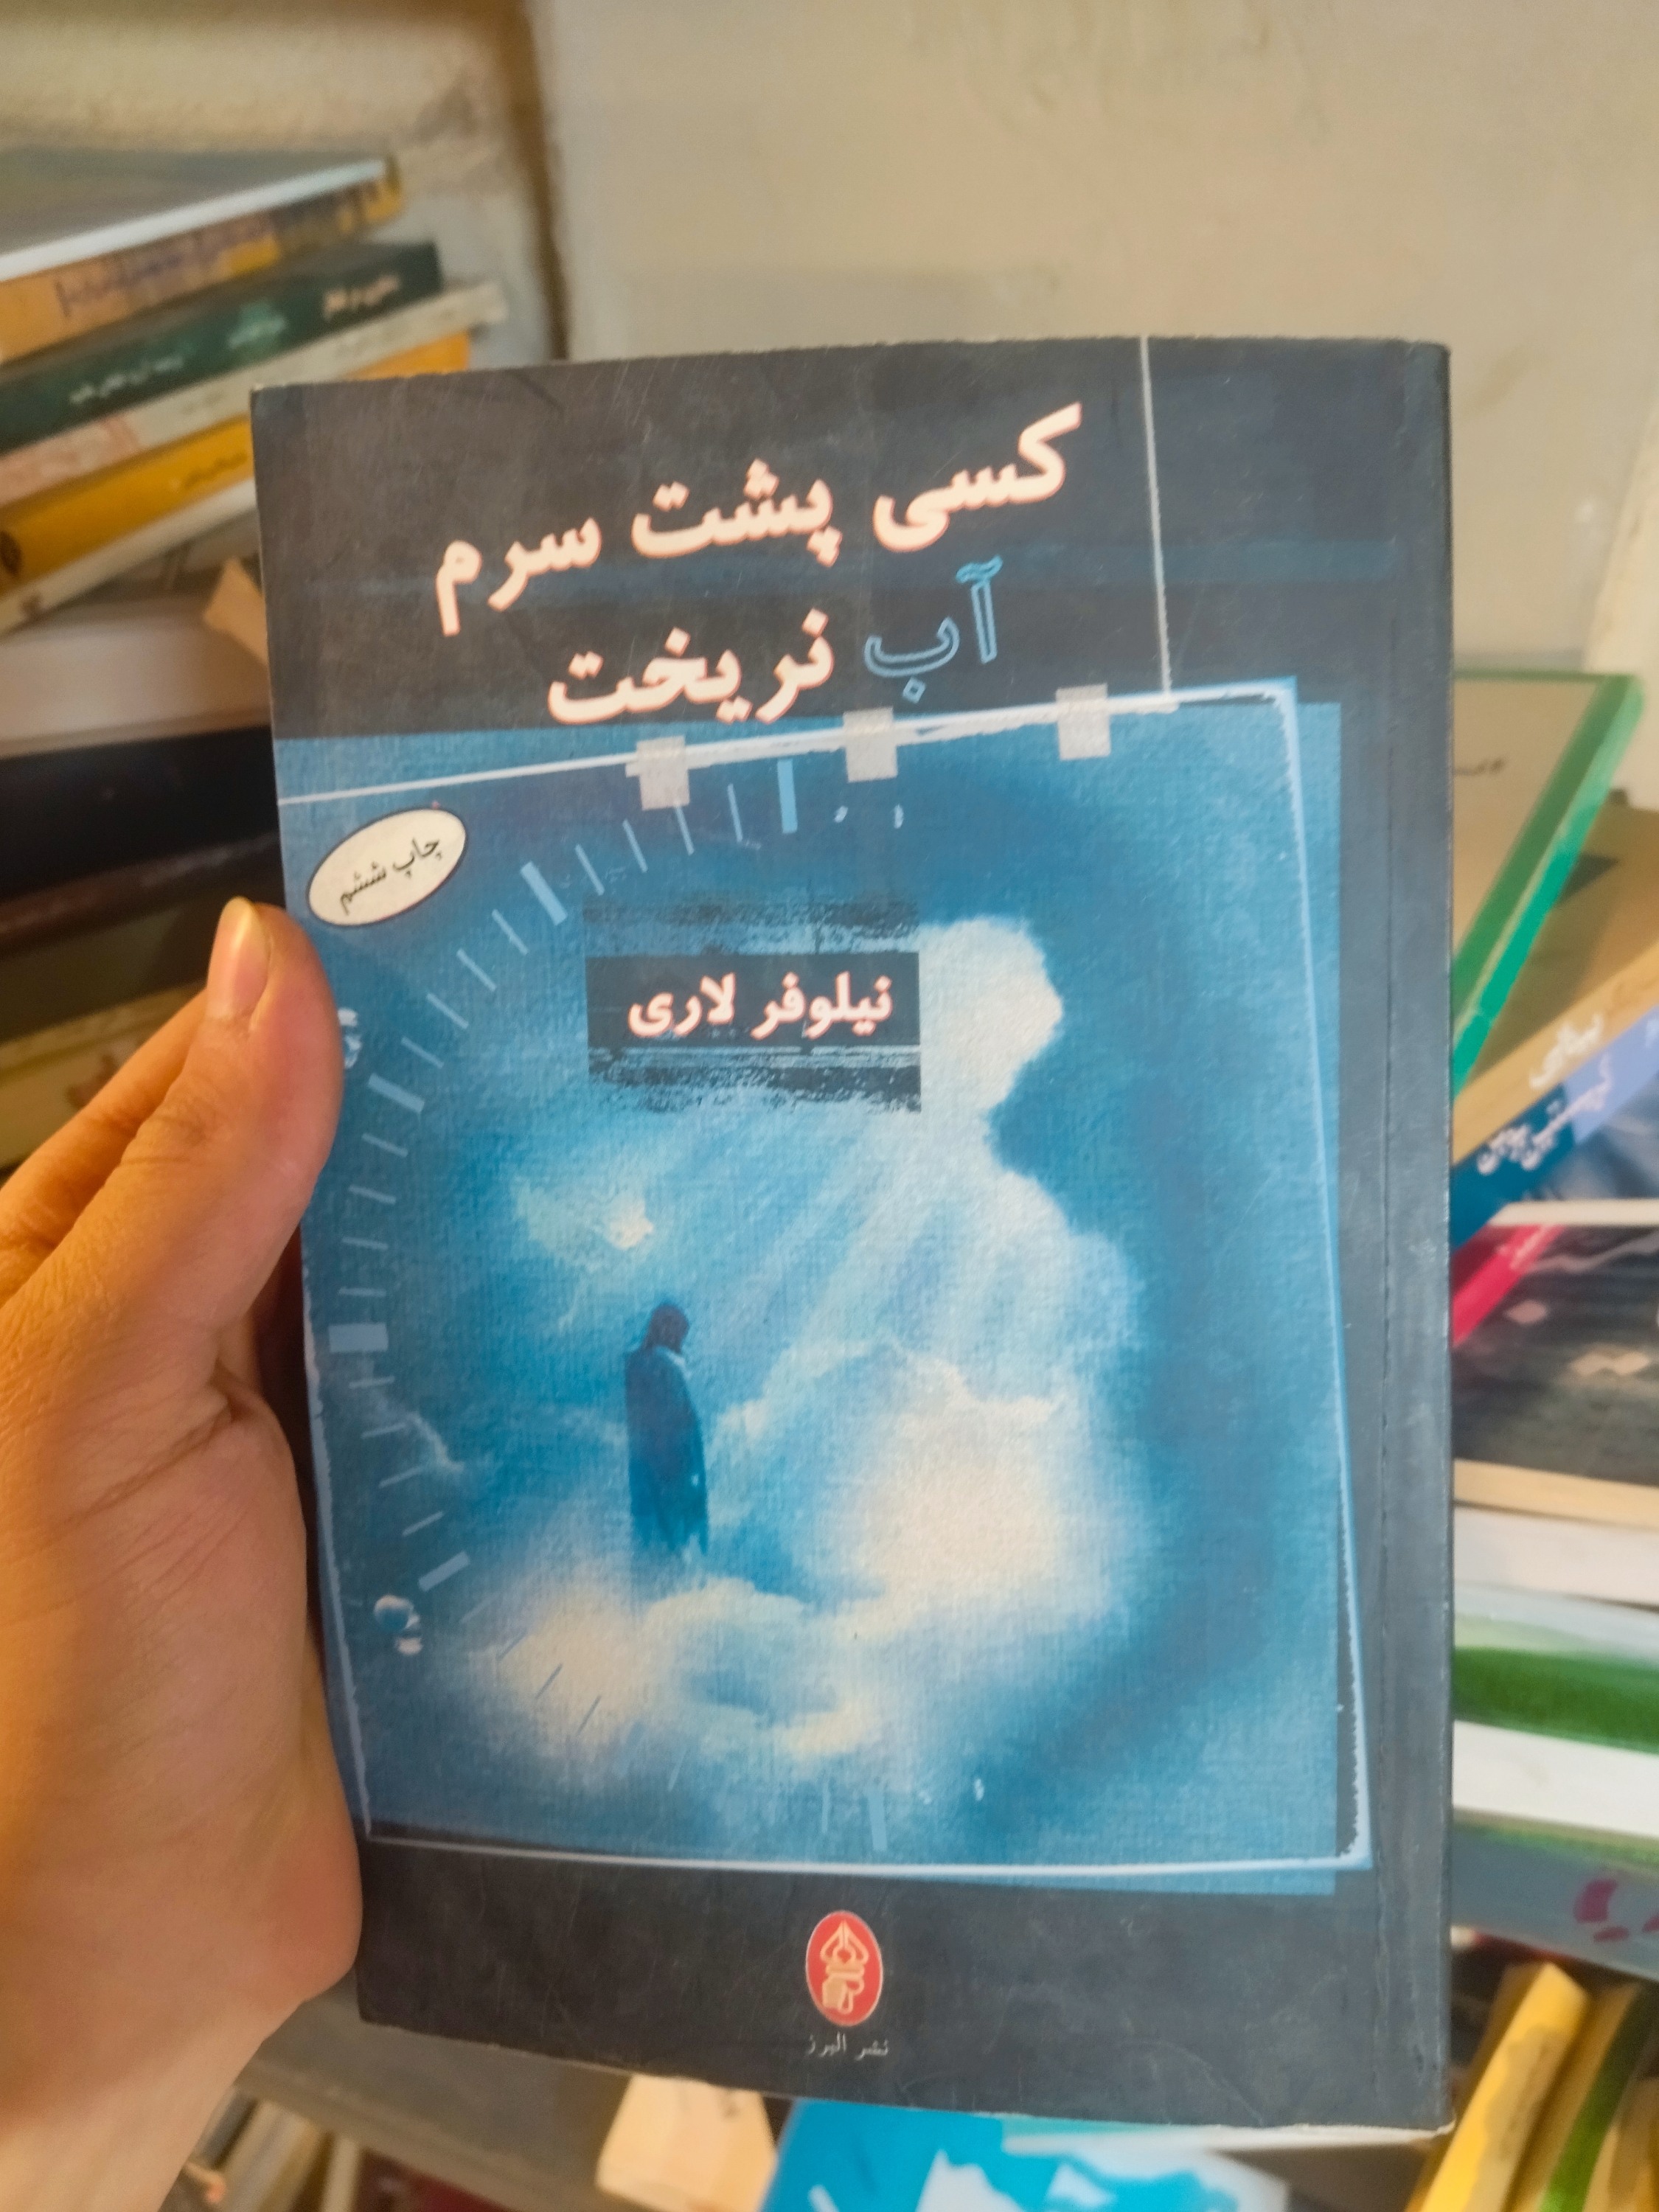 کسی پشت سرم
آب نریخت
چاپ ششم
نیلوفر لاری
نشر البرز